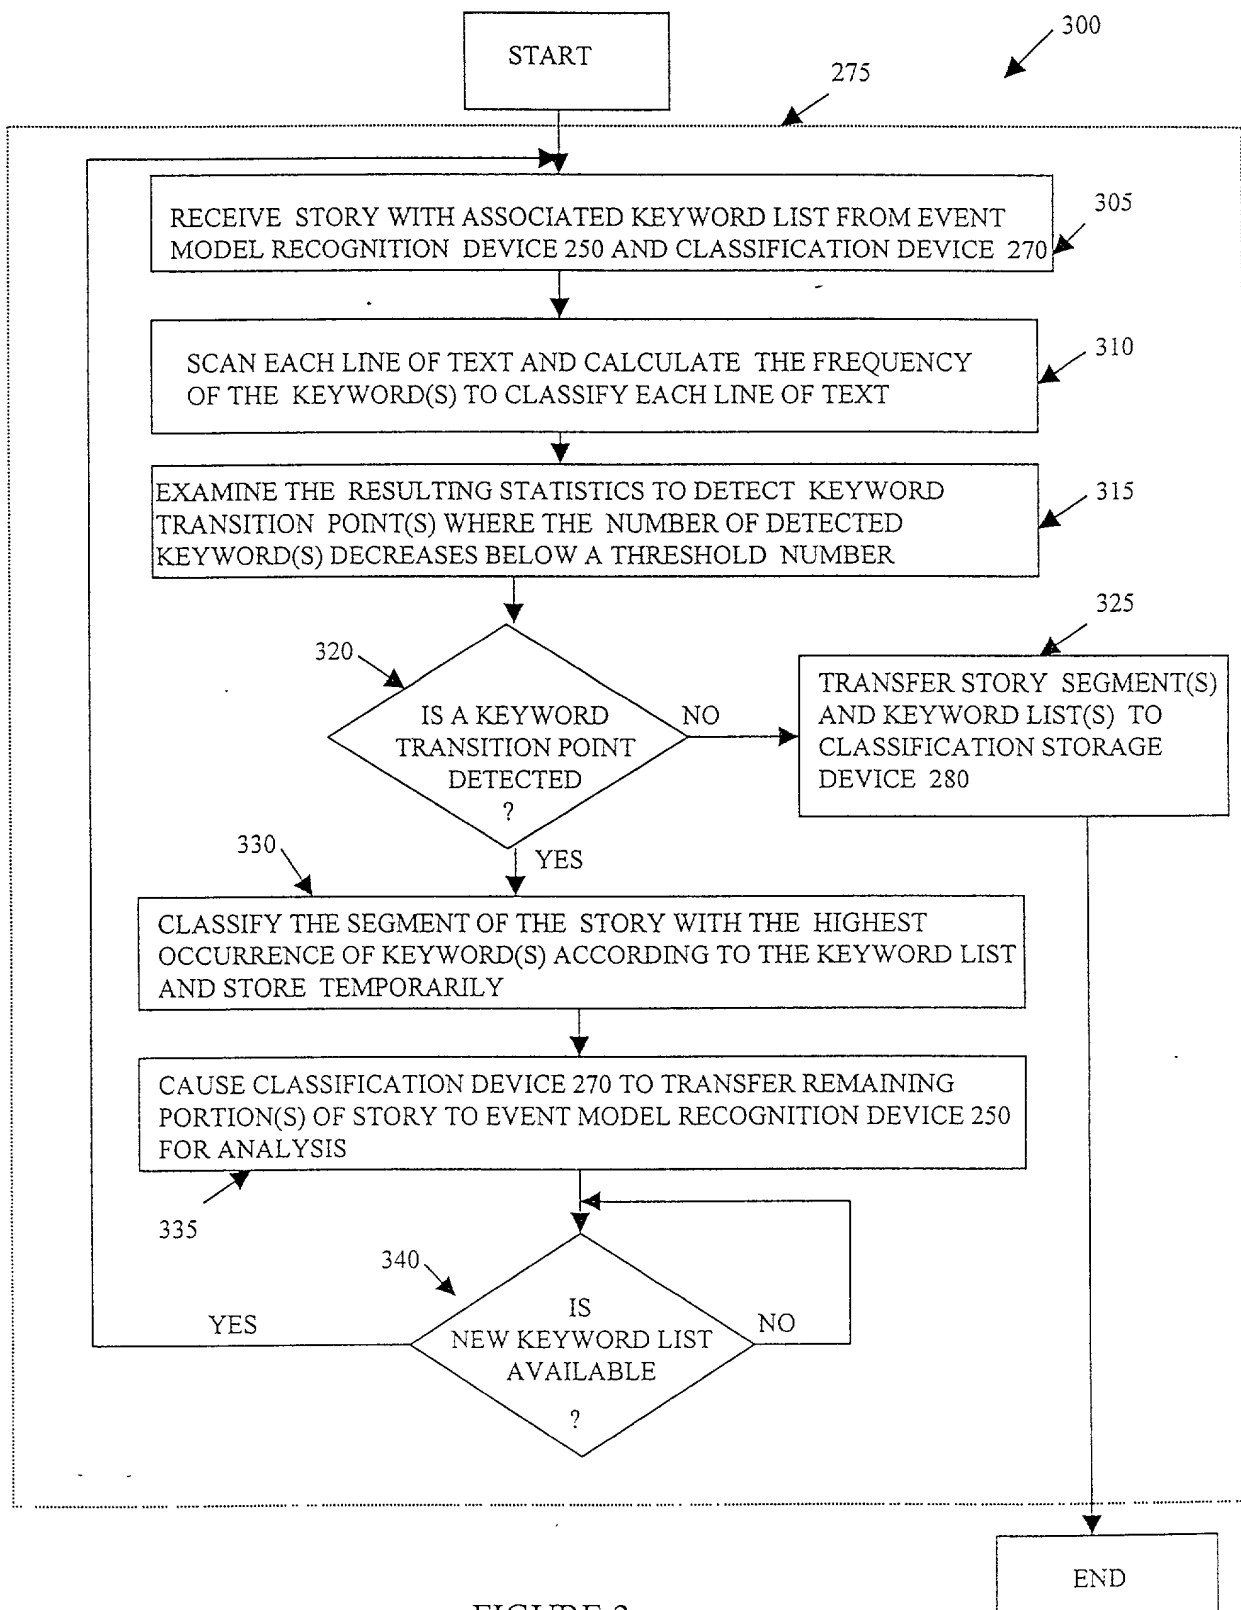 START
300
275
RECEIVE STORY WITH ASSOCIATED KEYWORD LIST FROM EVENT
MODEL RECOGNITION DEVICE 250 AND CLASSIFICATION DEVICE 270
305
SCAN EACH LINE OF TEXT AND CALCULATE THE FREQUENCY
OF THE KEYWORD(S) TO CLASSIFY EACH LINE OF TEXT
310
EXAMINE THE RESULTING STATISTICS TO DETECT KEYWORD
TRANSITION POINT(S) WHERE THE NUMBER OF DETECTED
KEYWORD(S) DECREASES BELOW A THRESHOLD NUMBER
315
320
IS A KEYWORD
TRANSITION POINT
DETECTED
?
NO
325
TRANSFER STORY SEGMENT(S)
AND KEYWORD LIST(S) TO
CLASSIFICATION STORAGE
DEVICE 280
YES
330
CLASSIFY THE SEGMENT OF THE STORY WITH THE HIGHEST
OCCURRENCE OF KEYWORD(S) ACCORDING TO THE KEYWORD LIST
AND STORE TEMPORARILY
CAUSE CLASSIFICATION DEVICE 270 TO TRANSFER REMAINING
PORTION(S) OF STORY TO EVENT MODEL RECOGNITION DEVICE 250
FOR ANALYSIS
335
340
IS
NEW KEYWORD LIST
AVAILABLE
?
YES
NO
END
FIGURE